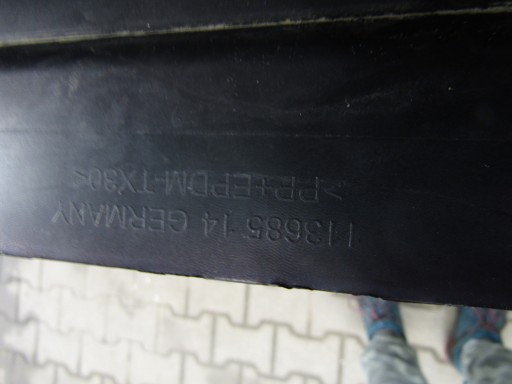 113685 14 GERMANY
>PP+EPDM-TX30<